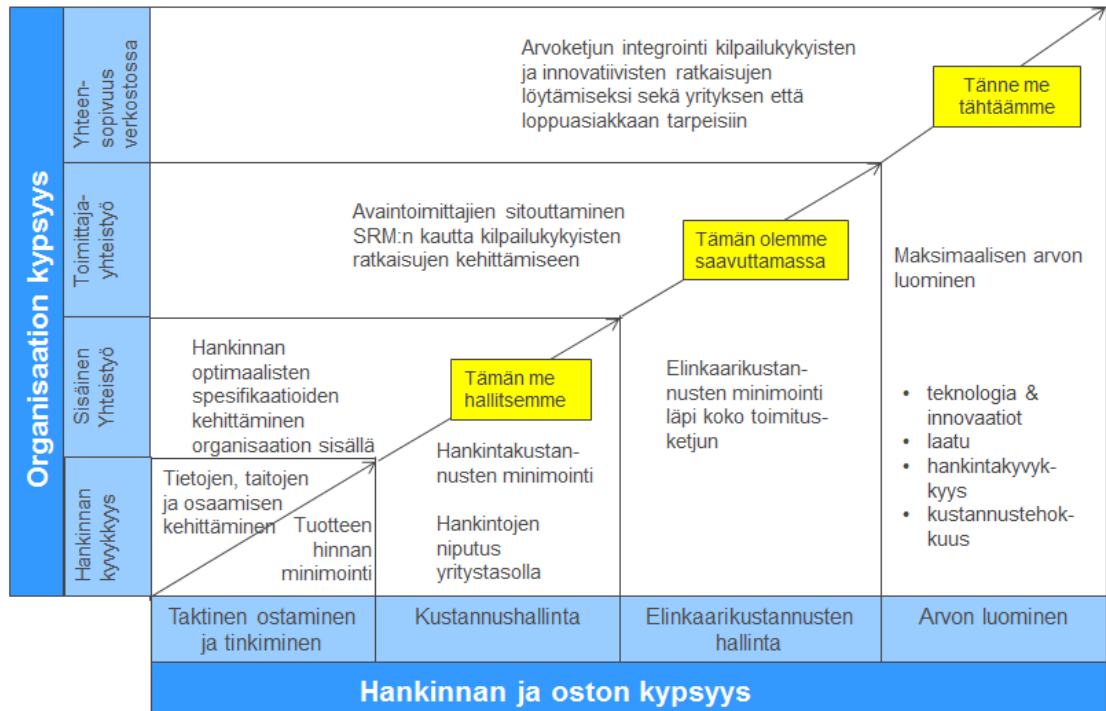 Organisaation kypsyys
Yhteen-
sopivuus
verkostossa
Arvoketjun integrointi kilpailukykyisten
ja innovatiivisten ratkaisujen
löytämiseksi sekä yrityksen että
loppuasiakkaan tarpeisiin
Tänne me
tähtäämme
Toimittaja-
yhteistyö
Avaintoimittajien sitouttaminen
SRM:n kautta kilpailukykyisten
ratkaisujen kehittämiseen
Tämän olemme
saavuttamassa
Maksimaalisen arvon
luominen
Sisäinen
Yhteistyö
Hankinnan
optimaalisten
spesifikaatioiden
kehittäminen
organisaation sisällä
Tämän me
hallitsemme
Elinkaarikustan-
nusten minimointi
läpi koko toimitus-
ketjun
• teknologia &
innovaatiot
• laatu
• hankintakyvyk-
kyys
• kustannustehok-
kuus
Hankinnan
kyvykkyys
Tietojen, taitojen
ja osaamisen
kehittäminen
Tuotteen
hinnan
minimointi
Hankintakustan-
nusten minimointi
Hankintojen
niputus
yritystasolla
Taktinen ostaminen
ja tinkiminen
Kustannushallinta
Elinkaarikustannusten
hallinta
Arvon luominen
Hankinnan ja oston kypsyys